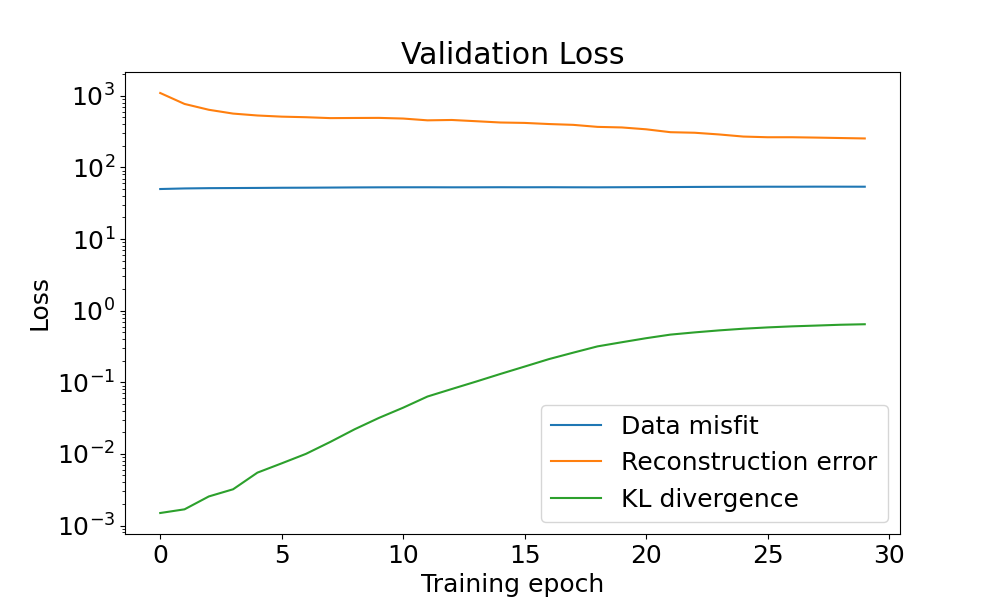 Validation Loss
10³
10²
10¹
10⁰
10⁻¹
10⁻²
10⁻³
Loss
Data misfit
Reconstruction error
KL divergence
0 5 10 15 20 25 30
Training epoch